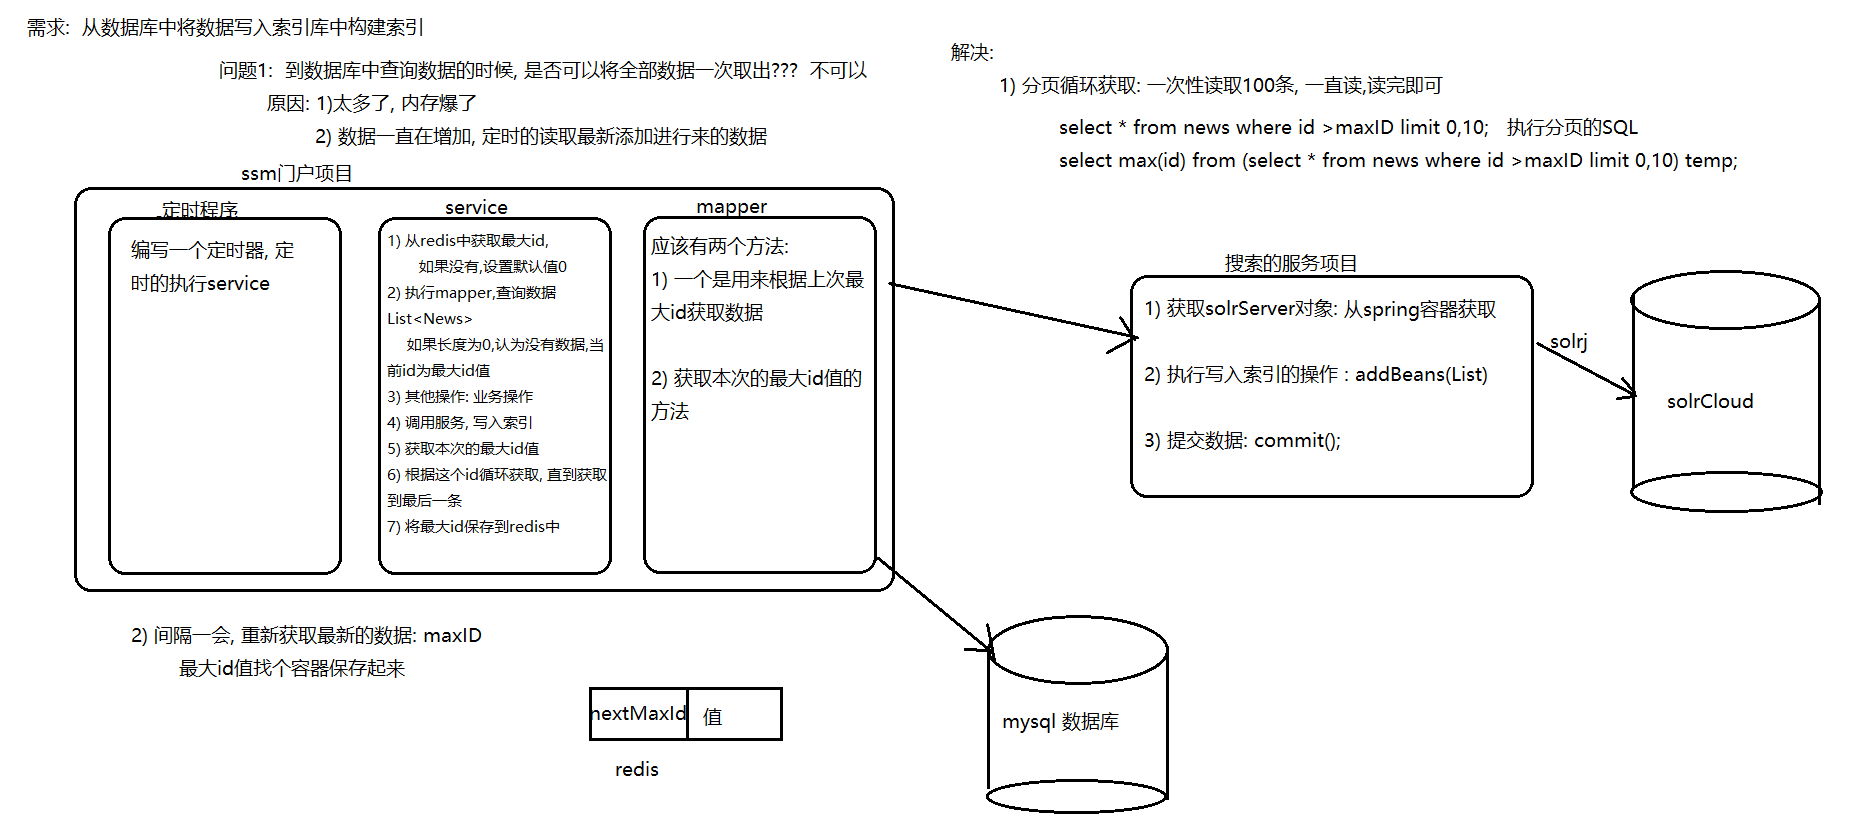 需求: 从数据库中将数据写入索引库中构建索引
问题1: 到数据库中查询数据的时候, 是否可以将全部数据一次取出??? 不可以
原因: 1)太多了, 内存爆了
2) 数据一直在增加, 定时的读取最新添加进行来的数据
解决:
1) 分页循环获取: 一次性读取100条, 一直读,读完即可
select * from news where id >maxID limit 0,10; 执行分页的SQL
select max(id) from (select * from news where id >maxID limit 0,10) temp;
ssm门户项目
定时程序
编写一个定时器, 定
时的执行service
service
1) 从redis中获取最大id,
如果没有,设置默认值0
2) 执行mapper,查询数据
List<News>
如果长度为0,认为没有数据,当
前id为最大id值
3) 其他操作: 业务操作
4) 调用服务, 写入索引
5) 获取本次的最大id值
6) 根据这个id循环获取, 直到获取
到最后一条
7) 将最大id保存到redis中
mapper
应该有两个方法:
1) 一个是用来根据上次最
大id获取数据
2) 获取本次的最大id值的
方法
搜索的服务项目
1) 获取solrServer对象: 从spring容器获取
2) 执行写入索引的操作 : addBeans(List)
3) 提交数据: commit();
solrj
solrCloud
2) 间隔一会, 重新获取最新的数据: maxID
最大id值找个容器保存起来
nextMaxId 值
redis
mysql 数据库